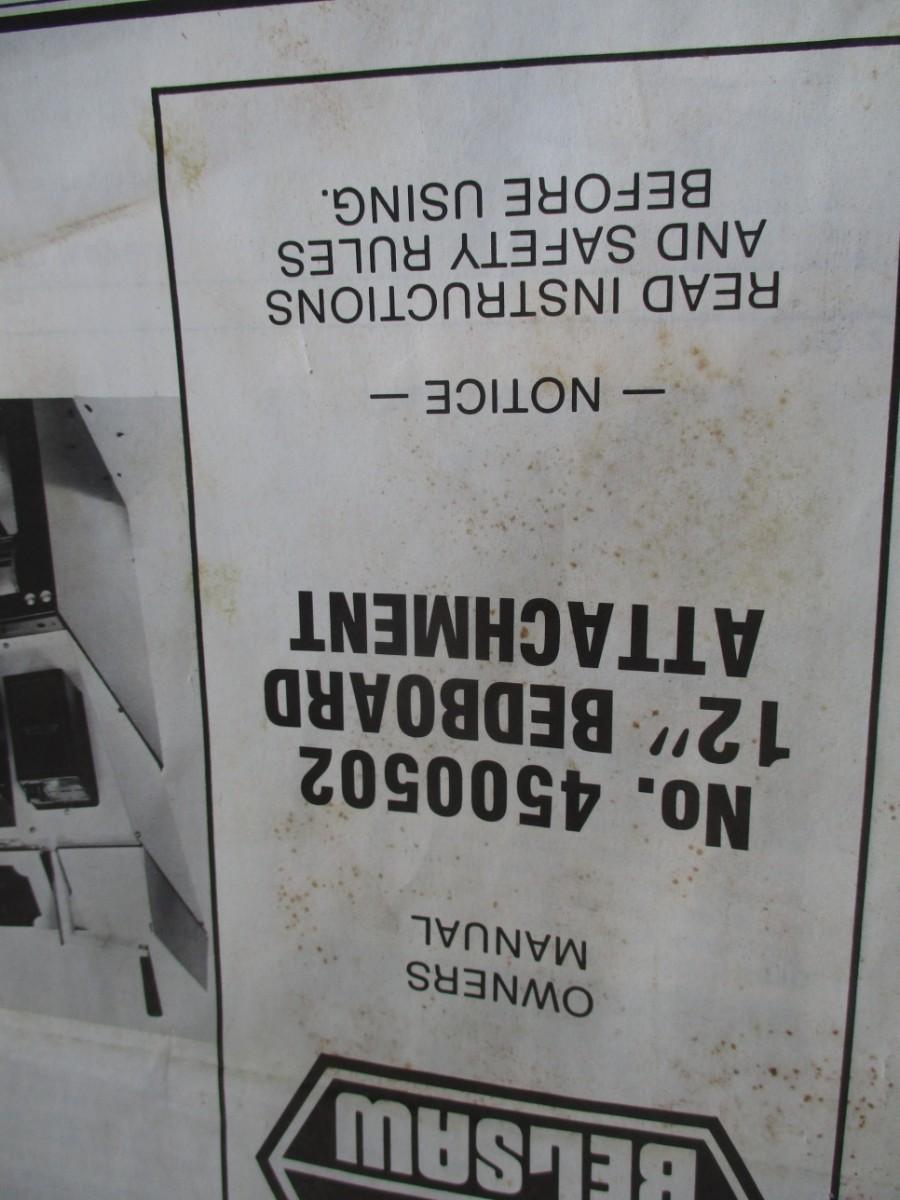 BELSAW
OWNERS
MANUAL
No. 4500502
12" BEDBOARD
ATTACHMENT
— NOTICE —
READ INSTRUCTIONS
AND SAFETY RULES
BEFORE USING.